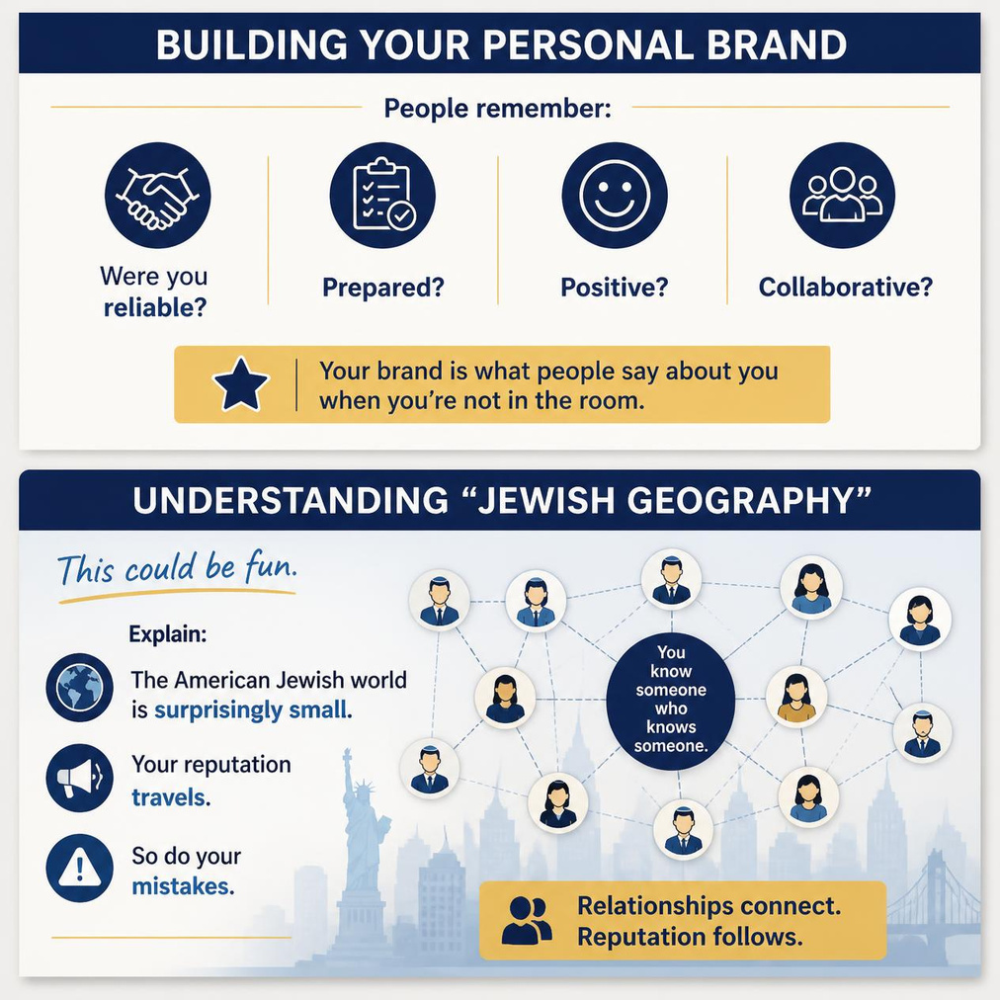 BUILDING YOUR PERSONAL BRAND
People remember:
Were you
reliable?
Prepared?
Positive?
Collaborative?
Your brand is what people say about you
when you’re not in the room.
UNDERSTANDING “JEWISH GEOGRAPHY”
This could be fun.
Explain:
The American Jewish world
is surprisingly small.
Your reputation
travels.
So do your
mistakes.
You
know
someone
who
knows
someone.
Relationships connect.
Reputation follows.